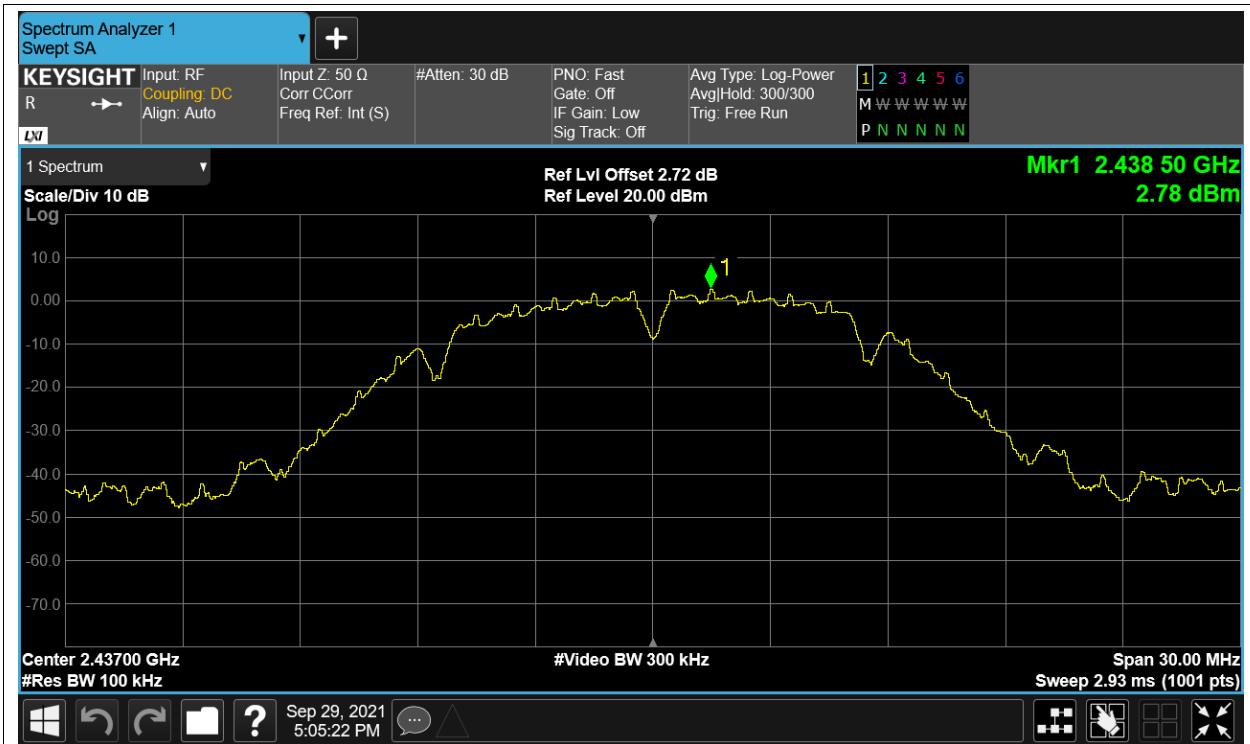 Spectrum Analyzer 1
Swept SA
+
KEYSIGHT
R
LXI
Input: RF
Coupling: DC
Align: Auto
Input Z: 50 Ω
Corr CCorr
Freq Ref: Int (S)
#Atten: 30 dB
PNO: Fast
Gate: Off
IF Gain: Low
Sig Track: Off
Avg Type: Log-Power
Avg|Hold: 300/300
Trig: Free Run
1 2 3 4 5 6
M W W W W W
P N N N N N
1 Spectrum
Scale/Div 10 dB
Ref Lvl Offset 2.72 dB
Ref Level 20.00 dBm
Mkr1 2.438 50 GHz
2.78 dBm
Log
1
10.0
0.00
-10.0
-20.0
-30.0
-40.0
-50.0
-60.0
-70.0
Center 2.43700 GHz
#Res BW 100 kHz
#Video BW 300 kHz
Span 30.00 MHz
Sweep 2.93 ms (1001 pts)
?
Sep 29, 2021
5:05:22 PM